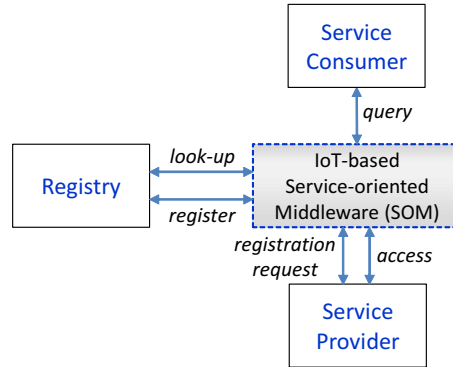 Service
Consumer
query
look-up
Registry
register
IoT-based
Service-oriented
Middleware (SOM)
registration
request
access
Service
Provider